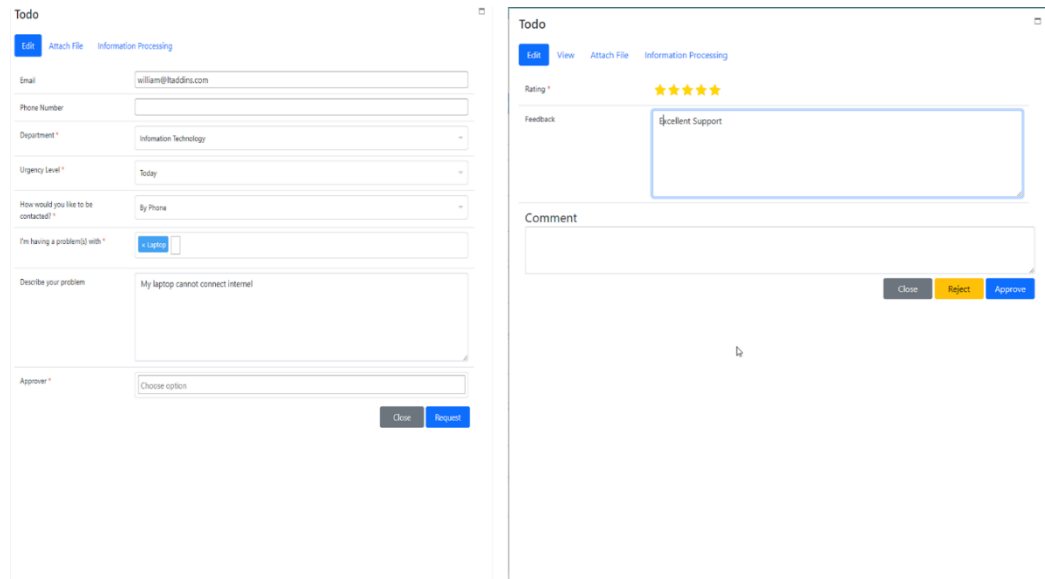 Todo
Edit Attach File Information Processing
Email william@ltaddins.com
Phone Number
Department * Infomation Technology
Urgency Level * Today
How would you like to be
contacted? * By Phone
I'm having a problem(s) with * × Laptop
Describe your problem My laptop cannot connect internel
Approver * Choose option
Close Request
Todo
Edit View Attach File Information Processing
Rating *
Feedback Excellent Support
Comment
Close Reject Approve